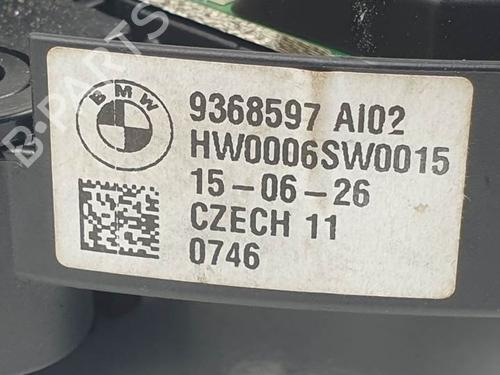 B-PARTS
BMW
9368597 AI02
HW0006SW0015
15-06-26
CZECH 11
0746